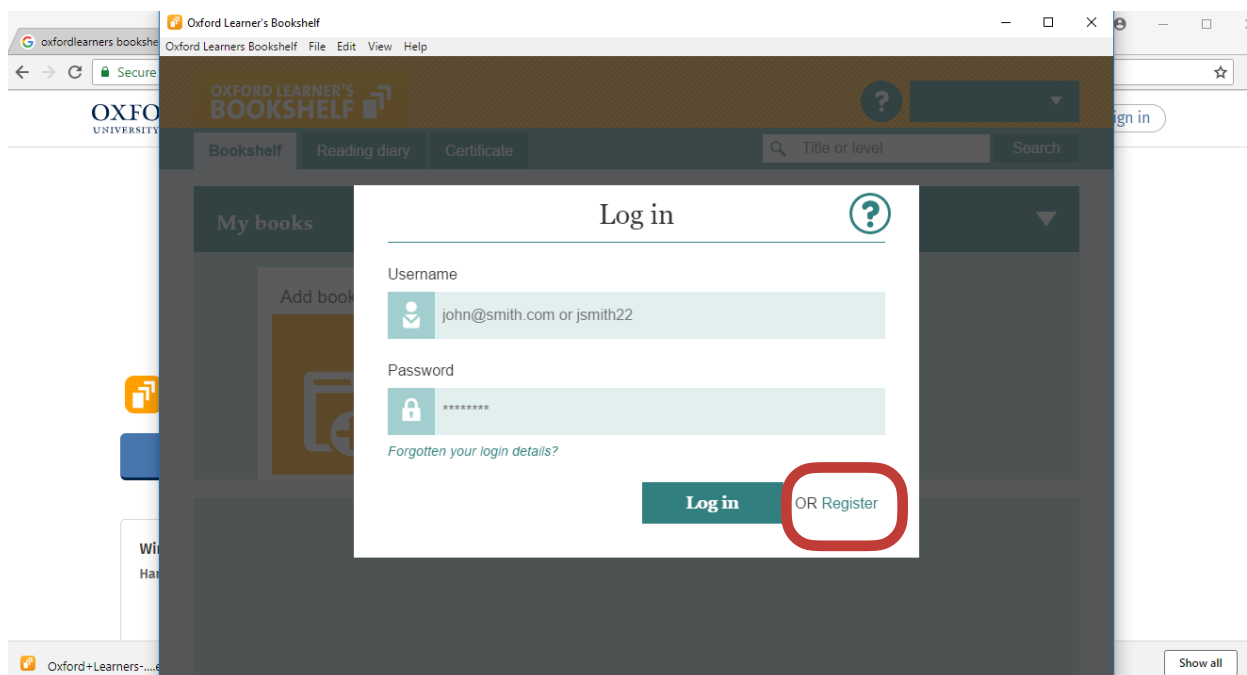 Oxford Learner's Bookshelf
oxfordlearners bookshe
Oxford Learners Bookshelf File Edit View Help
Secure
OXFORD LEARNER'S
BOOKSHELF
?
OXFO
UNIVERSITY
ign in
Bookshelf Reading diary Certificate
Title or level
Search
My books
Log in
?
Username
Add book
john@smith.com or jsmith22
Password
********
Forgotten your login details?
Log in
OR Register
Wi
Har
Oxford+Learners-....e
Show all